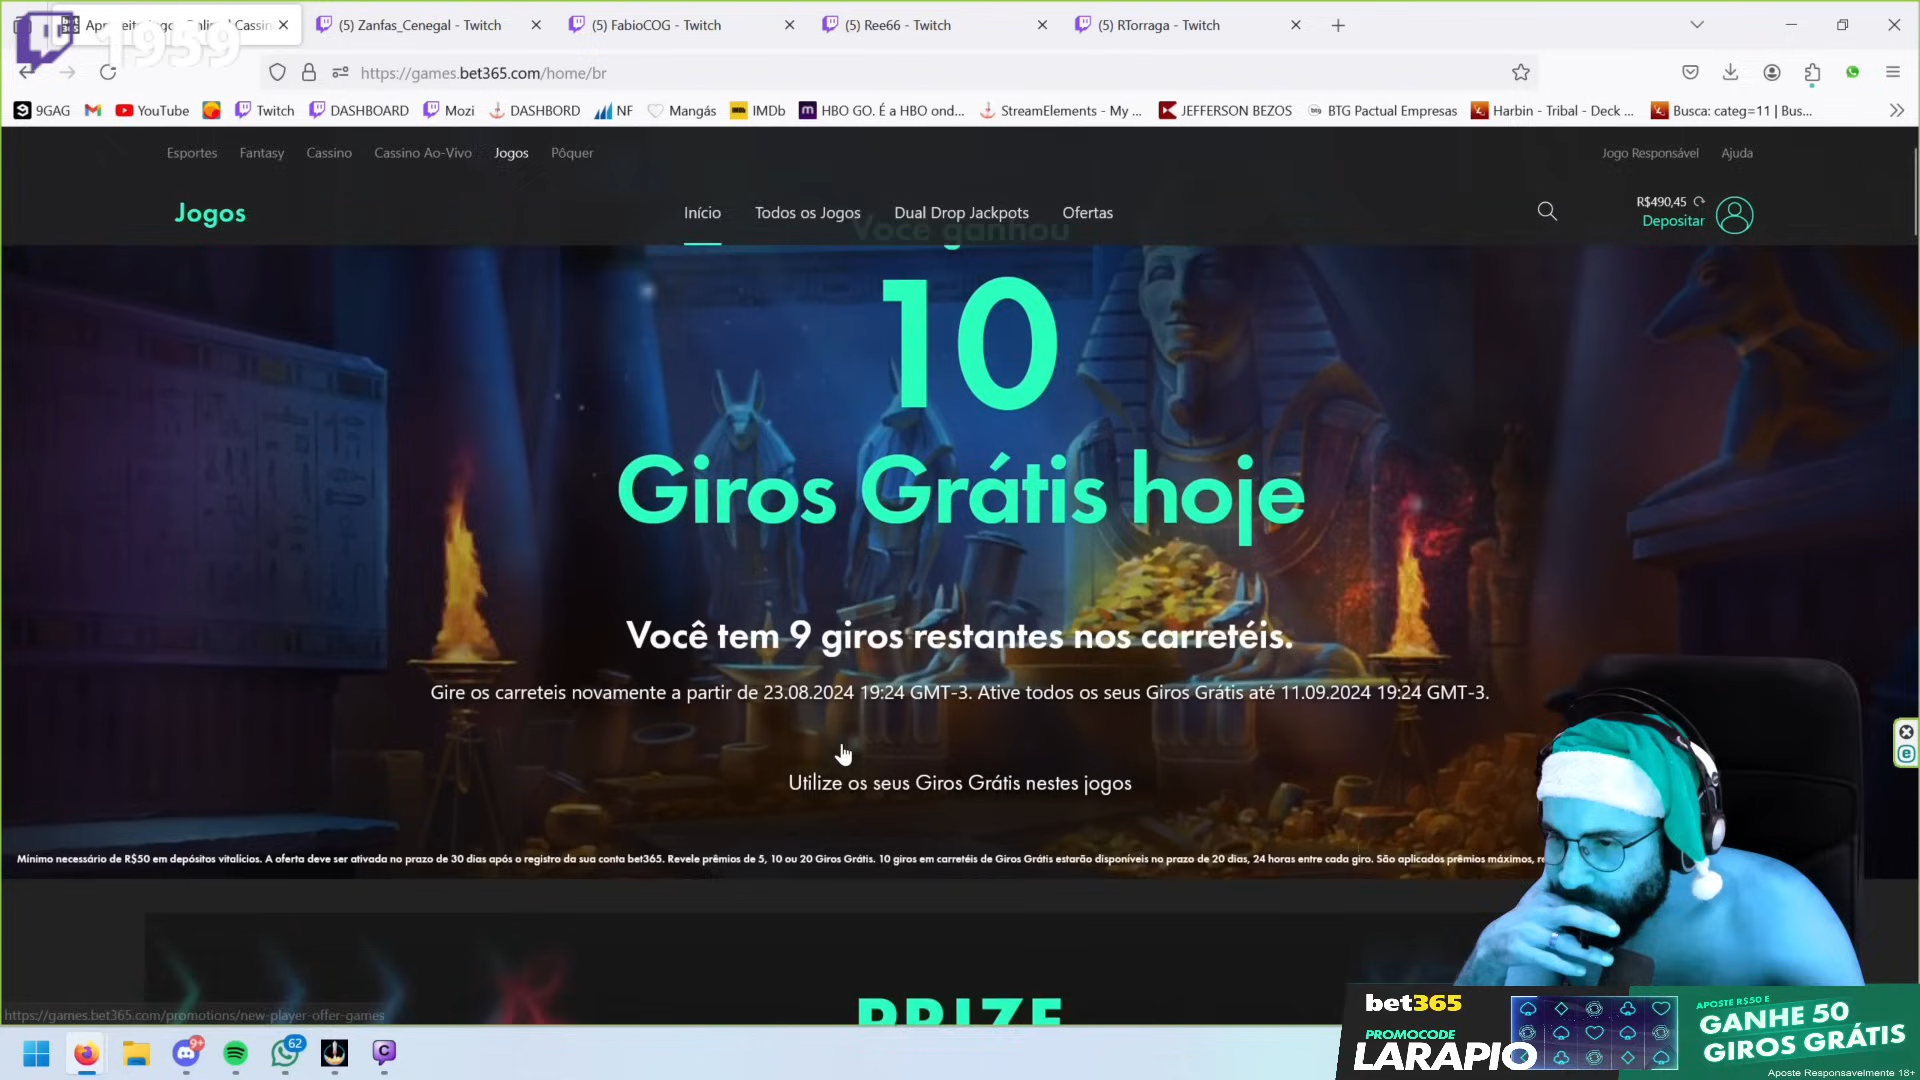 (5) Zanfas_Cenegal - Twitch
(5) FabioCOG - Twitch
(5) Ree66 - Twitch
(5) RTorraga - Twitch
1959
https://games.bet365.com/home/br
9GAG
YouTube
Twitch
DASHBOARD
Mozi
DASHBORD
NF
Mangás
IMDb
HBO GO. É a HBO ond...
StreamElements - My ...
JEFFERSON BEZOS
BTG Pactual Empresas
Harbin - Tribal - Deck ...
Busca: categ=11 | Bus...
Esportes
Fantasy
Cassino
Cassino Ao-Vivo
Jogos
Pôquer
Jogo Responsável
Ajuda
Jogos
Início
Todos os Jogos
Dual Drop Jackpots
Ofertas
R$490,45
Depositar
Você ganhou
10
Giros Grátis hoje
Você tem 9 giros restantes nos carretéis.
Gire os carreteis novamente a partir de 23.08.2024 19:24 GMT-3. Ative todos os seus Giros Grátis até 11.09.2024 19:24 GMT-3.
Utilize os seus Giros Grátis nestes jogos
Mínimo necessário de R$50 em depósitos vitalícios. A oferta deve ser ativada no prazo de 30 dias após o registro da sua conta bet365. Revele prêmios de 5, 10 ou 20 Giros Grátis. 10 giros em carretéis de Giros Grátis estarão disponíveis no prazo de 20 dias, 24 horas entre cada giro. São aplicados prêmios máximos,
PRIZE
https://games.bet365.com/promotions/new-player-offer-games
9+
62
bet365
PROMOCODE
LARAPIO
APOSTE R$50 E
GANHE 50
GIROS GRÁTIS
Aposte Responsavelmente 18+